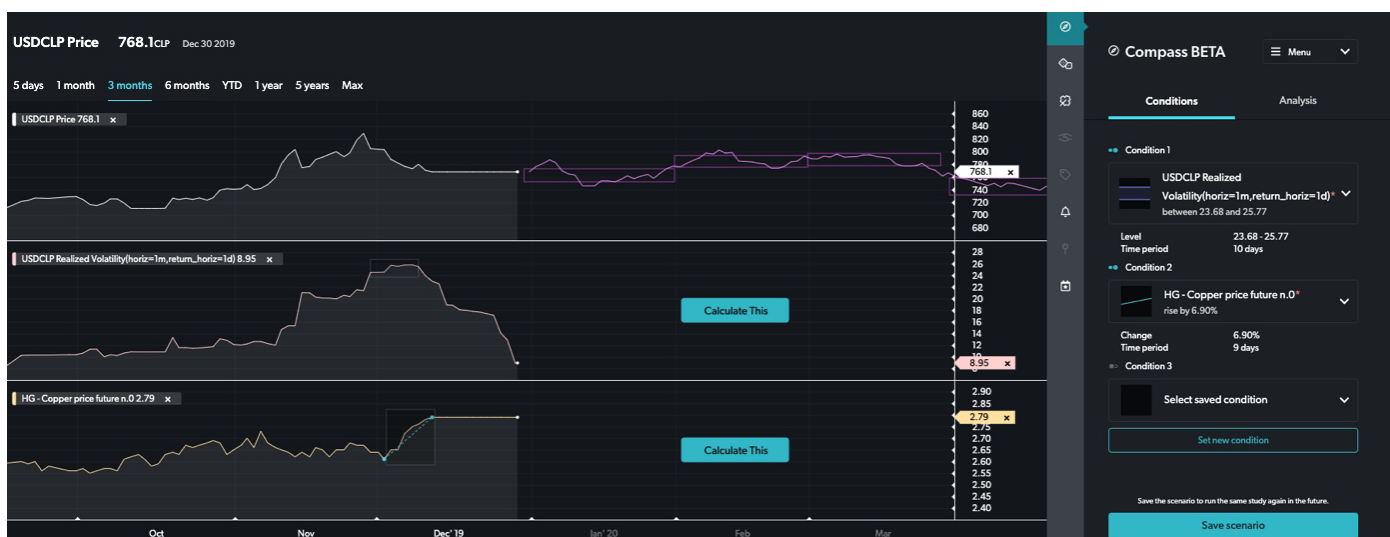 USDCLP Price 768.1CLP Dec 30 2019
5 days 1 month 3 months 6 months YTD 1 year 5 years Max
USDCLP Price 768.1 ×
860
840
820
800
780
768.1 ×
740
720
700
680
USDCLP Realized Volatility(horiz=1m,return_horiz=1d) 8.95 ×
28
26
24
22
20
18
16
14
12
10
8.95 ×
Calculate This
HG - Copper price future n.0 2.79 ×
2.90
2.85
2.79 ×
2.75
2.70
2.65
2.60
2.55
2.50
2.45
2.40
Calculate This
Oct Nov Dec' 19 Jan' 20 Feb Mar
Compass BETA
Menu
Conditions Analysis
Condition 1
USDCLP Realized
Volatility(horiz=1m,return_horiz=1d)*
between 23.68 and 25.77
Level 23.68 - 25.77
Time period 10 days
Condition 2
HG - Copper price future n.0*
rise by 6.90%
Change 6.90%
Time period 9 days
Condition 3
Select saved condition
Set new condition
Save the scenario to run the same study again in the future.
Save scenario